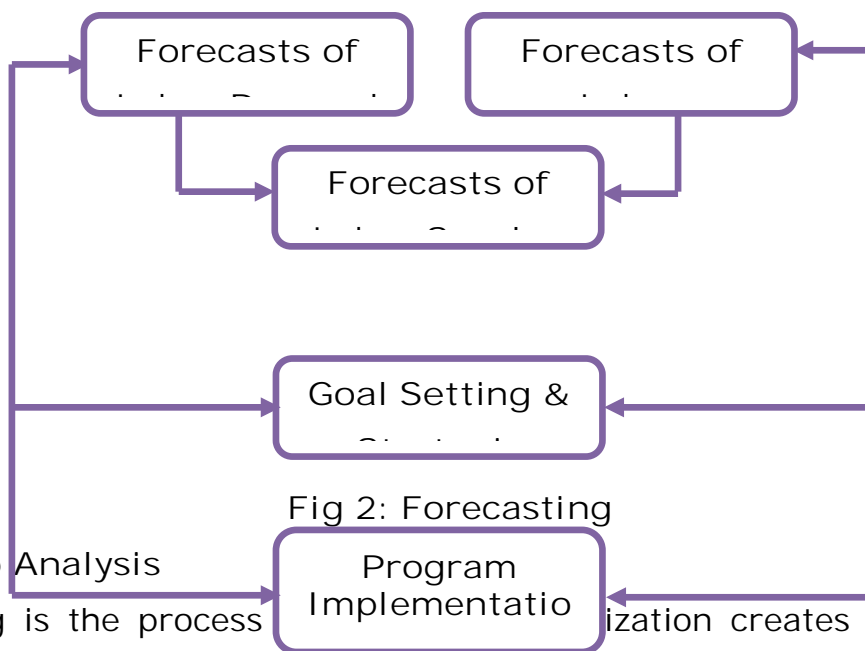 Forecasts of
Forecasts of
Forecasts of
Goal Setting &
Fig 2: Forecasting
Analysis
Program
Implementatio
is the process
ization creates